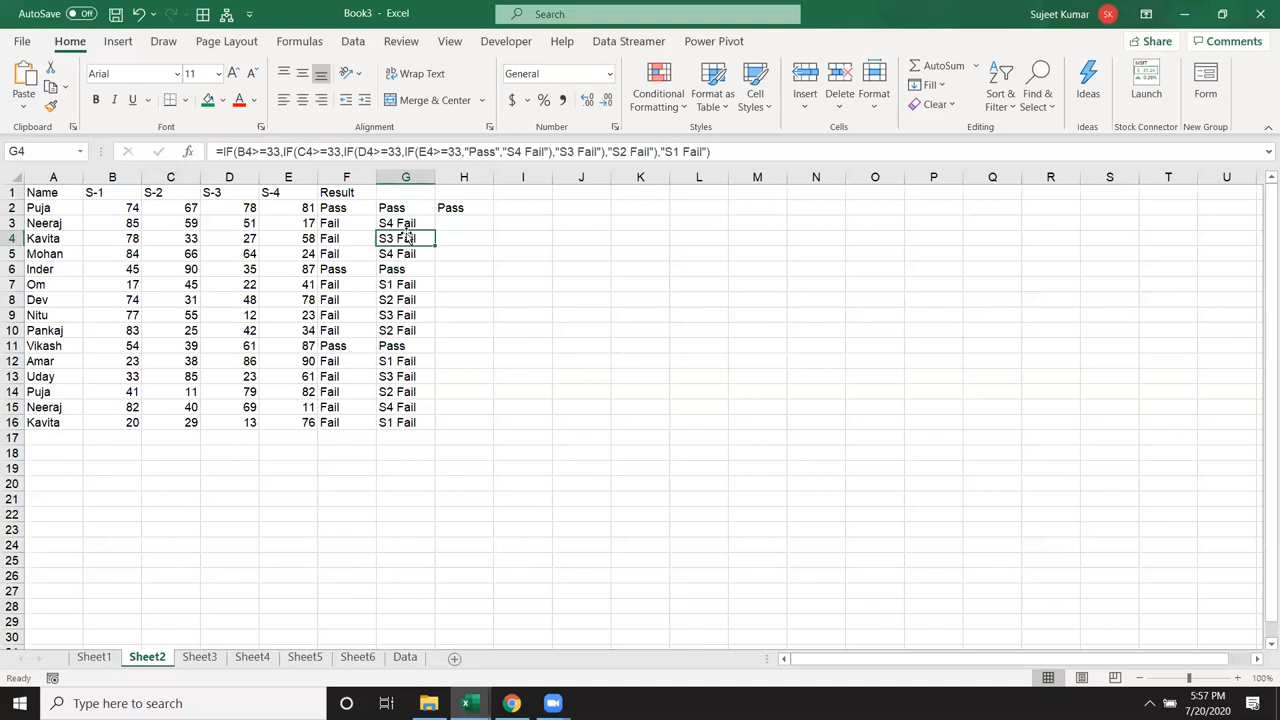 AutoSave Off Book3 - Excel Search Sujeet Kumar SK
File Home Insert Draw Page Layout Formulas Data Review View Developer Help Data Streamer Power Pivot Share Comments
Paste Arial 11 Wrap Text General Conditional Formatting Format as Table Cell Styles Insert Delete Format AutoSum Fill Clear Sort & Filter Find & Select Ideas Launch Form
B I U Merge & Center $ % ,
Clipboard Font Alignment Number Styles Cells Editing Ideas Stock Connector New Group
G4 fx =IF(B4>=33,IF(C4>=33,IF(D4>=33,IF(E4>=33,"Pass","S4 Fail"),"S3 Fail"),"S2 Fail"),"S1 Fail")
A B C D E F G H I J K L M N O P Q R S T U
1 Name S-1 S-2 S-3 S-4 Result
2 Puja 74 67 78 81 Pass Pass Pass
3 Neeraj 85 59 51 17 Fail S4 Fail
4 Kavita 78 33 27 58 Fail S3 Fail
5 Mohan 84 66 64 24 Fail S4 Fail
6 Inder 45 90 35 87 Pass Pass
7 Om 17 45 22 41 Fail S1 Fail
8 Dev 74 31 48 78 Fail S2 Fail
9 Nitu 77 55 12 23 Fail S3 Fail
10 Pankaj 83 25 42 34 Fail S2 Fail
11 Vikash 54 39 61 87 Pass Pass
12 Amar 23 38 86 90 Fail S1 Fail
13 Uday 33 85 23 61 Fail S3 Fail
14 Puja 41 11 79 82 Fail S2 Fail
15 Neeraj 82 40 69 11 Fail S4 Fail
16 Kavita 20 29 13 76 Fail S1 Fail
17
18
19
20
21
22
23
24
25
26
27
28
29
30
Sheet1 Sheet2 Sheet3 Sheet4 Sheet5 Sheet6 Data
Ready 100%
Type here to search 5:57 PM
7/20/2020